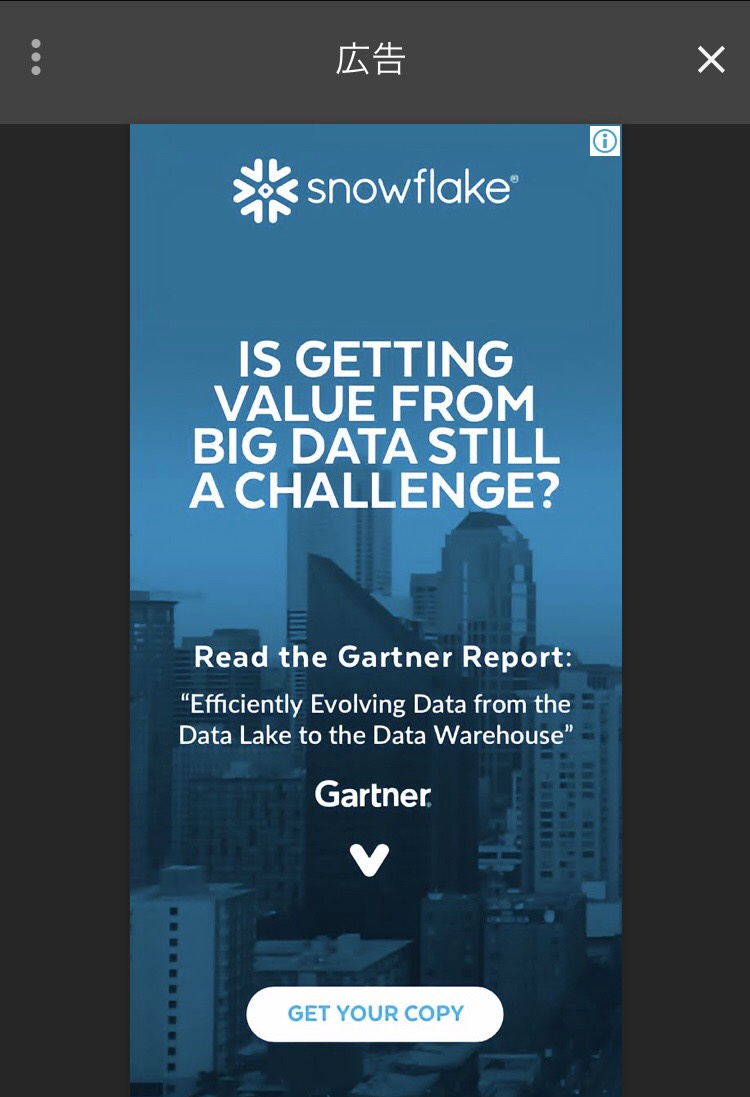 広告
snowflake®
IS GETTING
VALUE FROM
BIG DATA STILL
A CHALLENGE?
Read the Gartner Report:
“Efficiently Evolving Data from the
Data Lake to the Data Warehouse”
Gartner
GET YOUR COPY